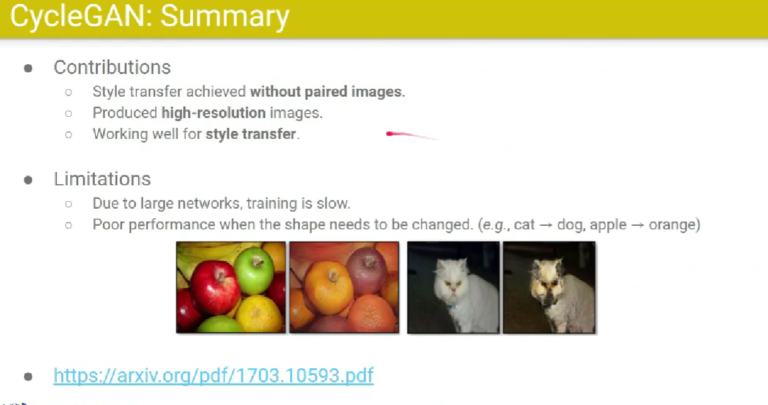 CycleGAN: Summary
● Contributions
○ Style transfer achieved without paired images.
○ Produced high-resolution images.
○ Working well for style transfer.
● Limitations
○ Due to large networks, training is slow.
○ Poor performance when the shape needs to be changed. (e.g., cat → dog, apple → orange)
● https://arxiv.org/pdf/1703.10593.pdf